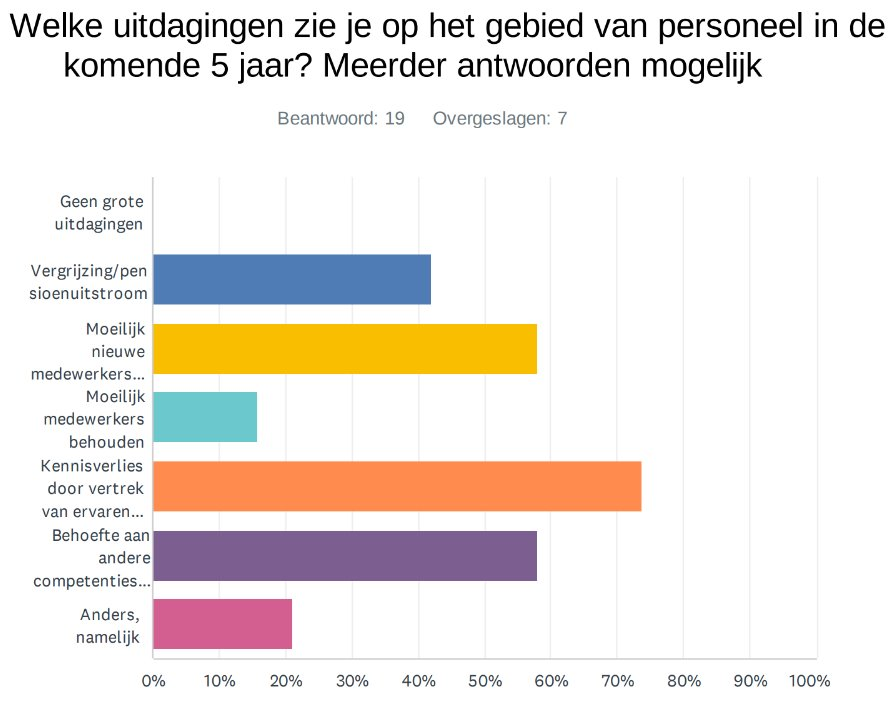 Welke uitdagingen zie je op het gebied van personeel in de
komende 5 jaar? Meerder antwoorden mogelijk
Beantwoord: 19 Overgeslagen: 7
Geen grote
uitdagingen
Vergrijzing/pen
sioenuitstroom
Moeilijk
nieuwe
medewerkers...
Moeilijk
medewerkers
behouden
Kennisverlies
door vertrek
van ervaren...
Behoefte aan
andere
competenties...
Anders,
namelijk
0% 10% 20% 30% 40% 50% 60% 70% 80% 90% 100%